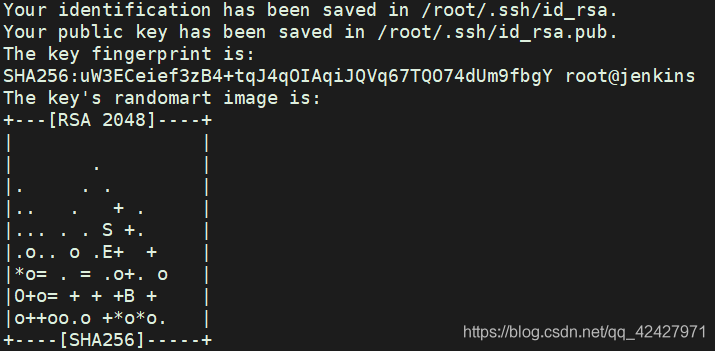 Your identification has been saved in /root/.ssh/id_rsa.
Your public key has been saved in /root/.ssh/id_rsa.pub.
The key fingerprint is:
SHA256:uW3ECeief3zB4+tqJ4qOIAqiJQVq67TQO74dUm9fbgY root@jenkins
The key's randomart image is:
+---[RSA 2048]----+
|                 |
|       .         |
|.     . .        |
|..   .   + .     |
|... . . S +.     |
|.o.. o .E+  +    |
|*o= . = .o+. o   |
|O+o= + + +B +    |
|o++oo.o +*o*o.   |
+----[SHA256]-----+
https://blog.csdn.net/qq_42427971